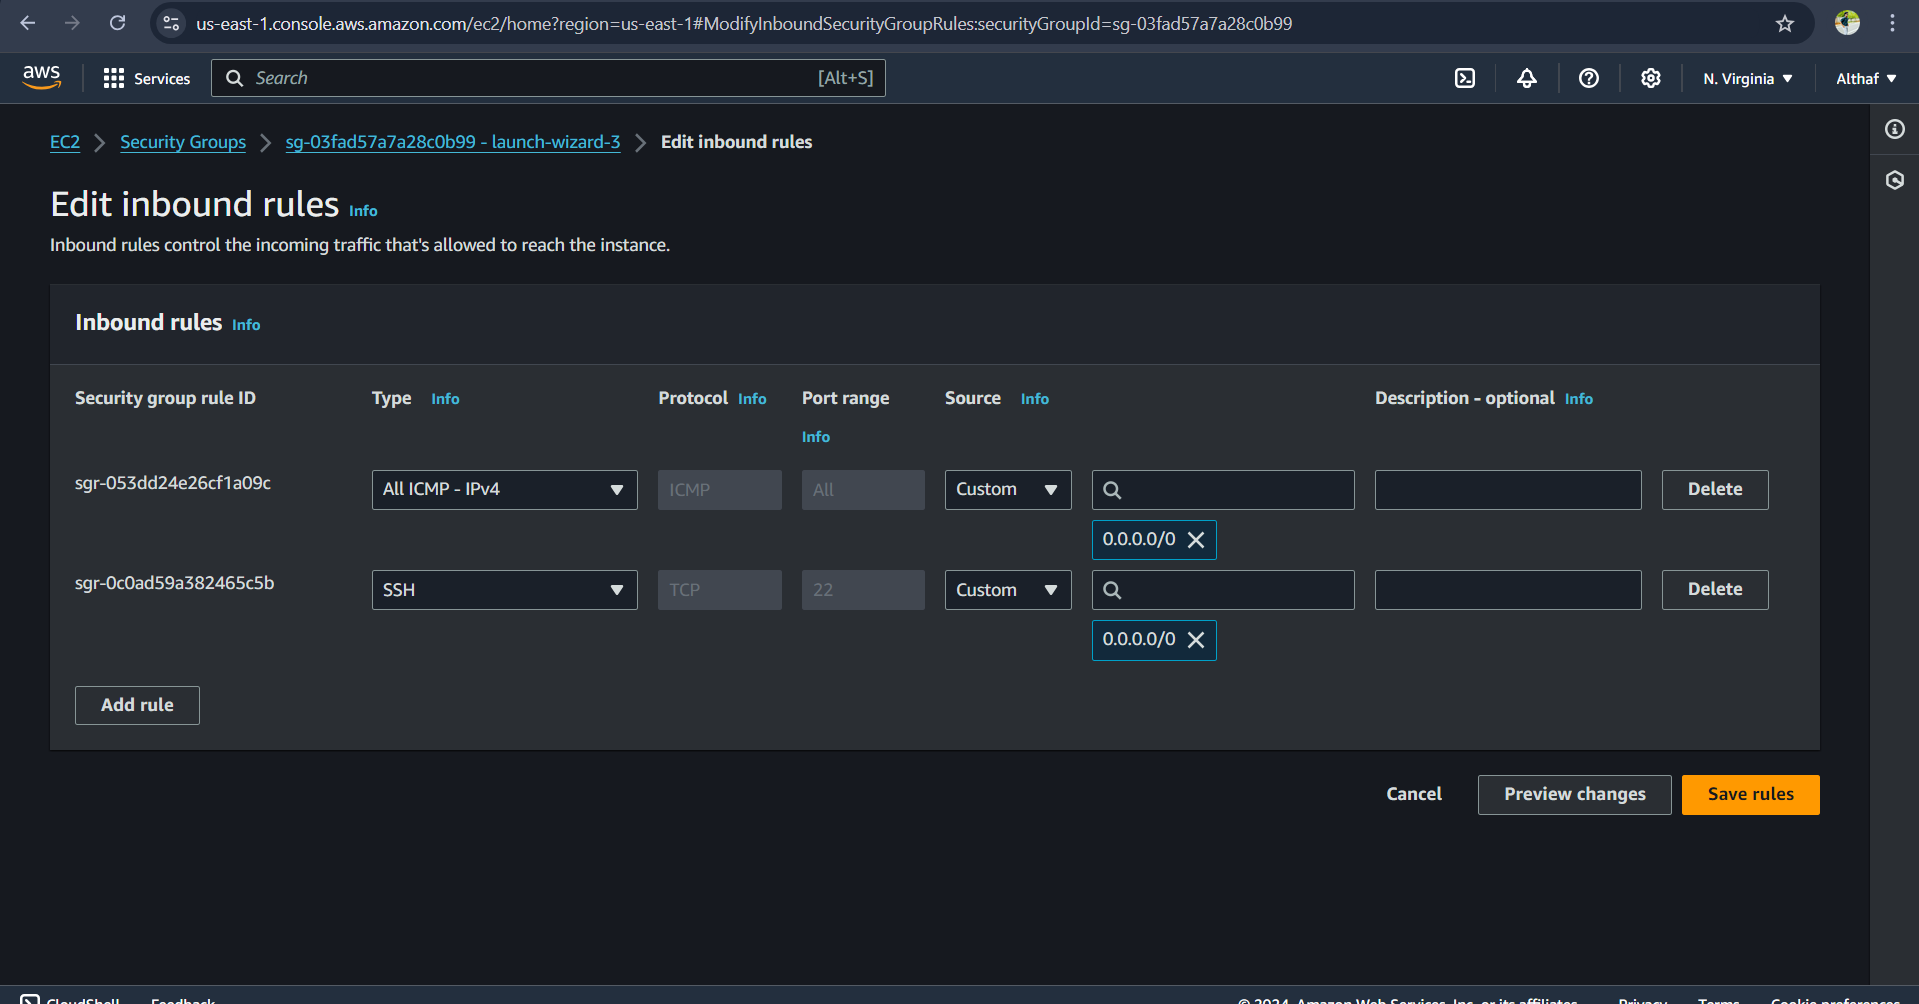 us-east-1.console.aws.amazon.com/ec2/home?region=us-east-1#ModifyInboundSecurityGroupRules:securityGroupId=sg-03fad57a7a28c0b99
aws Services Search [Alt+S] N. Virginia Althaf
EC2 Security Groups sg-03fad57a7a28c0b99 - launch-wizard-3 Edit inbound rules
Edit inbound rules Info
Inbound rules control the incoming traffic that's allowed to reach the instance.
Inbound rules Info
Security group rule ID Type Info Protocol Info Port range Source Info Description - optional Info
Info
sgr-053dd24e26cf1a09c All ICMP - IPv4 ICMP All Custom Delete
0.0.0.0/0
sgr-0c0ad59a382465c5b SSH TCP 22 Custom Delete
0.0.0.0/0
Add rule
Cancel Preview changes Save rules
CloudShell Feedback © 2024, Amazon Web Services, Inc. or its affiliates. Privacy Terms Cookie preferences